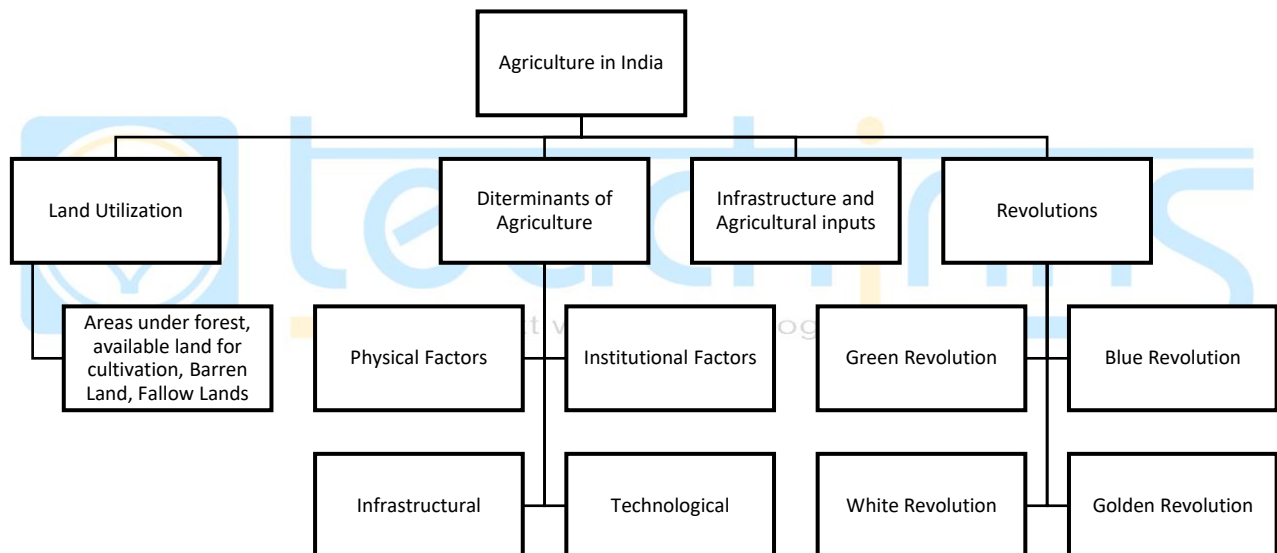 Agriculture in India
Land Utilization
Diterminants of
Agriculture
Infrastructure and
Agricultural inputs
Revolutions
Areas under forest,
available land for
cultivation, Barren
Land, Fallow Lands
Physical Factors
Institutional Factors
Green Revolution
Blue Revolution
Infrastructural
Technological
White Revolution
Golden Revolution